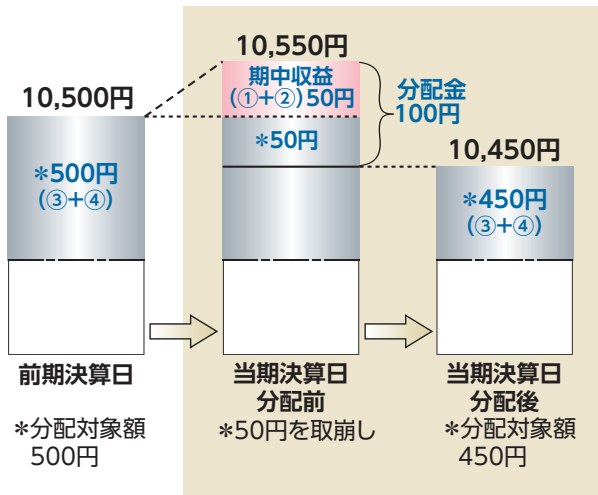 10,500円
*500円
(③+④)
前期決算日
*分配対象額
500円
10,550円
期中収益
(①+②)50円
*50円
分配金
100円
当期決算日
分配前
*50円を取崩し
10,450円
*450円
(③+④)
当期決算日
分配後
*分配対象額
450円